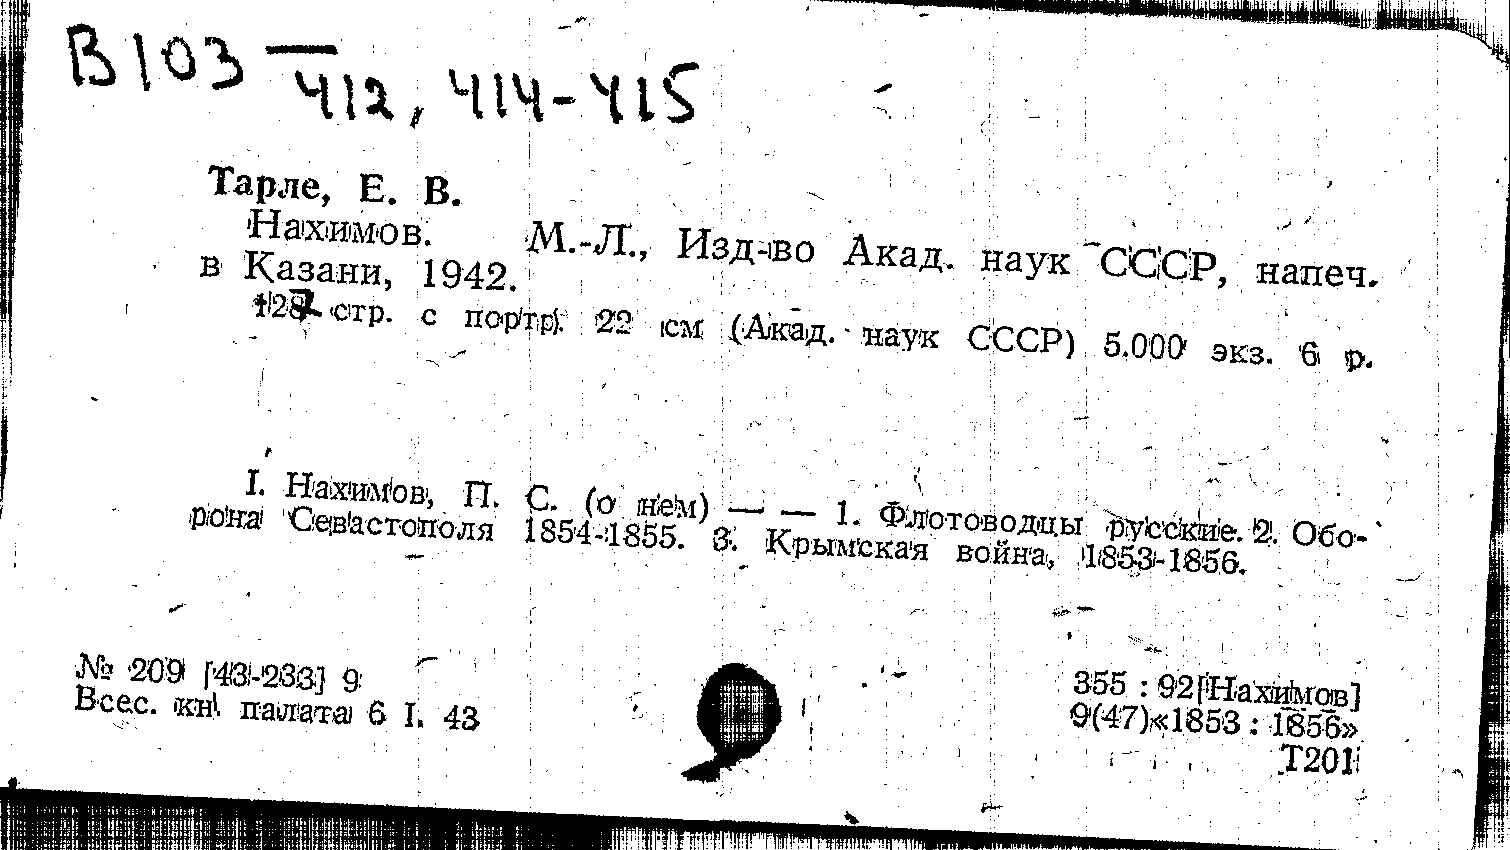 В103 —
412, 414-415
Тарле, Е. В.
Нахимов. М.-Л., Изд-во Акад. наук СССР, напеч.
в Казани, 1942.
127 стр. с портр. 22 см (Акад. наук СССР) 5.000 экз. 6 р.
I. Нахимов, П. С. (о нем) — — 1. Флотоводцы русские. 2. Обо-
рона Севастополя 1854-1855. 3. Крымская война, 1853-1856.
№ 209 [43-233] 9
Всес. кн. палата 6 I. 43
355 : 92[Нахимов]
9(47)«1853 : 1856»
Т201